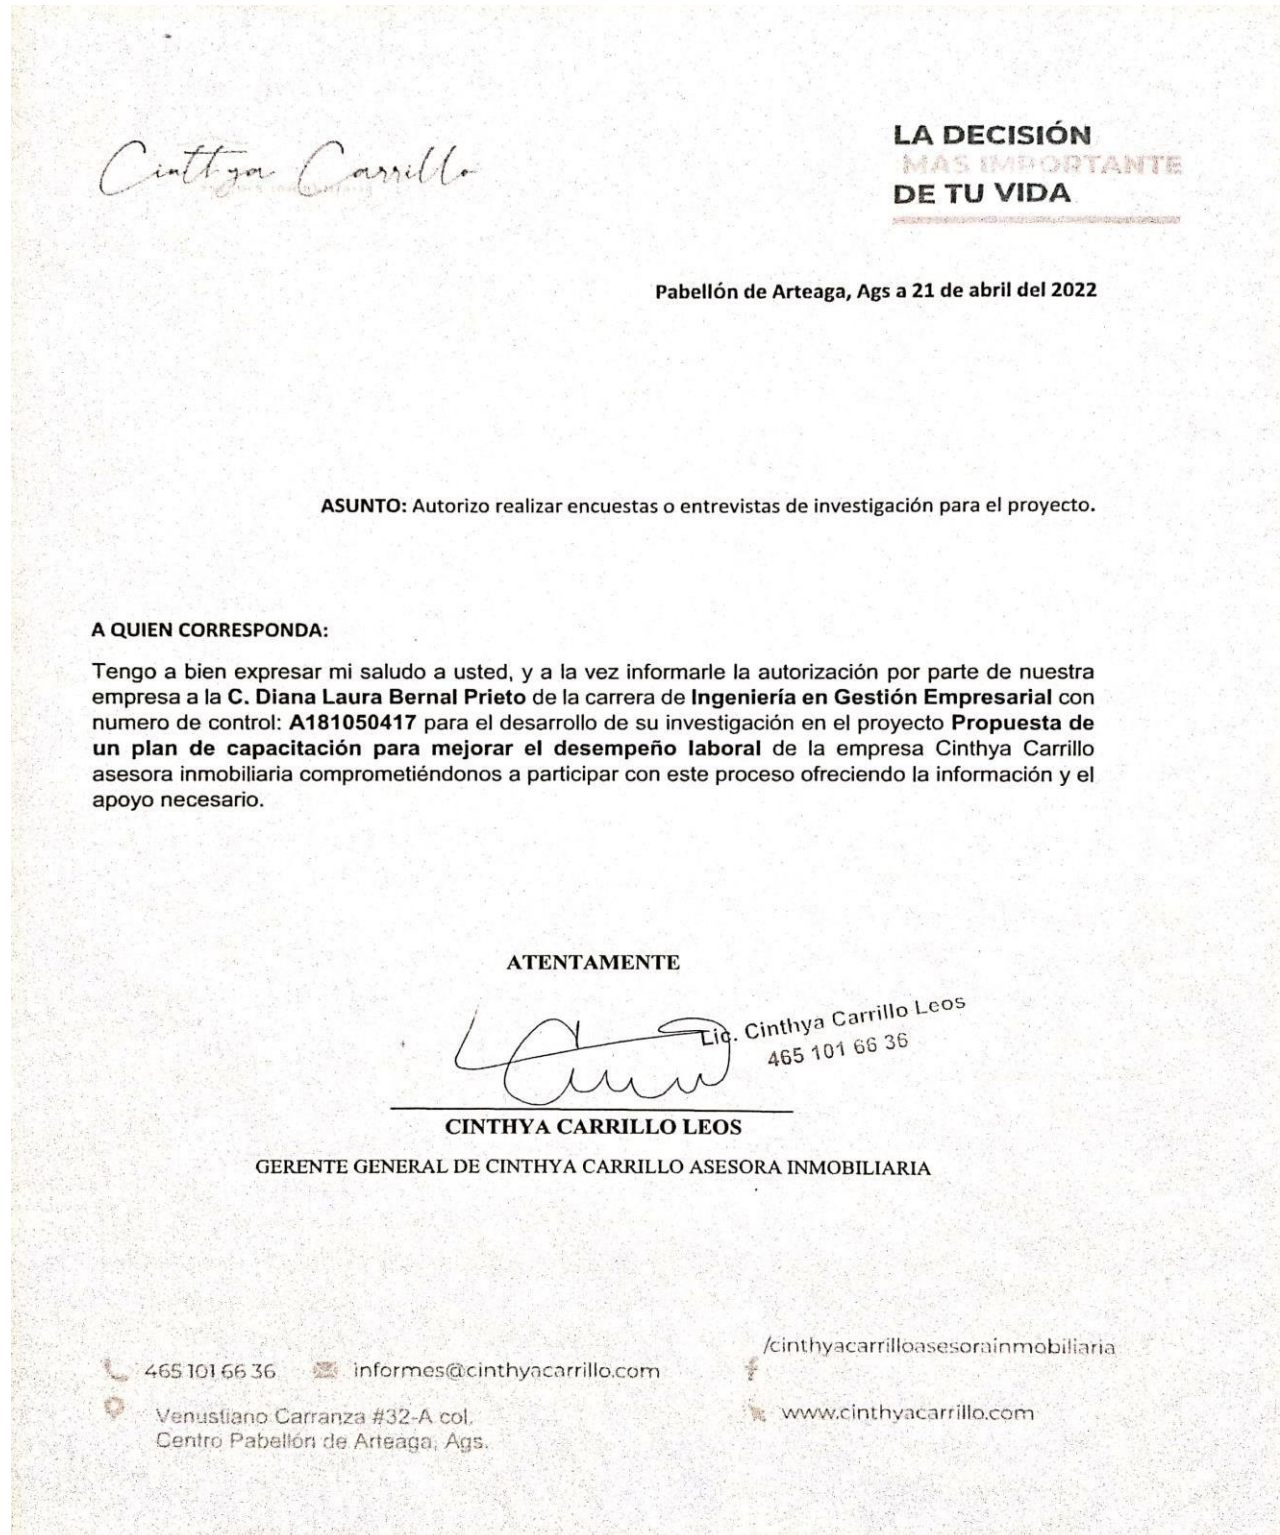 Cinthya Carrillo
LA DECISIÓN
MAS IMPORTANTE
DE TU VIDA
Pabellón de Arteaga, Ags a 21 de abril del 2022
ASUNTO: Autorizo realizar encuestas o entrevistas de investigación para el proyecto.
A QUIEN CORRESPONDA:
Tengo a bien expresar mi saludo a usted, y a la vez informarle la autorización por parte de nuestra
empresa a la C. Diana Laura Bernal Prieto de la carrera de Ingeniería en Gestión Empresarial con
numero de control: A181050417 para el desarrollo de su investigación en el proyecto Propuesta de
un plan de capacitación para mejorar el desempeño laboral de la empresa Cinthya Carrillo
asesora inmobiliaria comprometiéndonos a participar con este proceso ofreciendo la información y el
apoyo necesario.
ATENTAMENTE
Lic. Cinthya Carrillo Leos
465 101 66 36
CINTHYA CARRILLO LEOS
GERENTE GENERAL DE CINTHYA CARRILLO ASESORA INMOBILIARIA
465 101 66 36 informes@cinthyacarrillo.com
/cinthyacarrilloasesorainmobiliaria
Venustiano Carranza #32-A col.
Centro Pabellón de Arteaga, Ags.
www.cinthyacarrillo.com